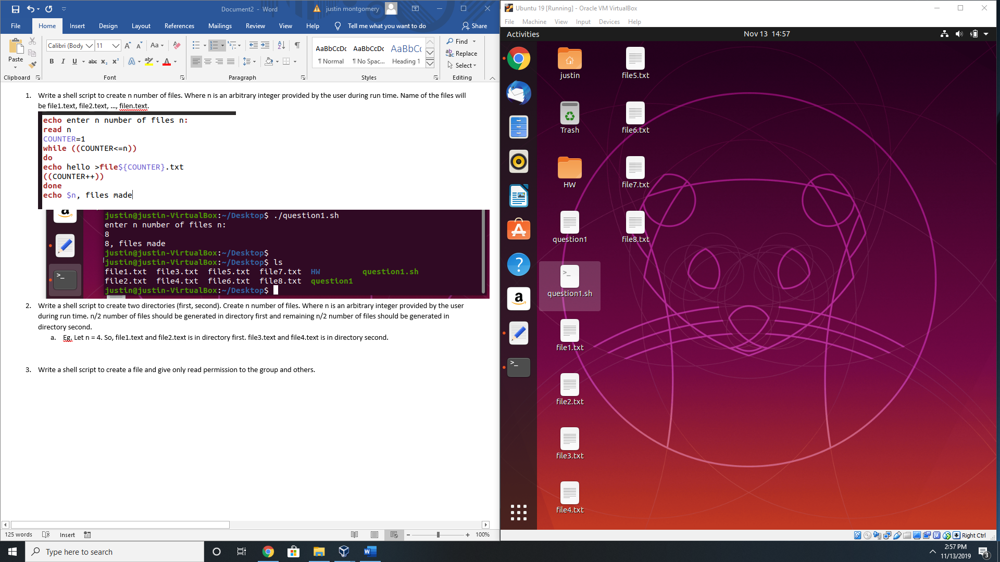 Document2 - Word
justin montgomery
File Home Insert Design Layout References Mailings Review View Help Tell me what you want to do Share
Paste
Calibri (Body 11
Aa
B I U abc X₂ X²
AaBbCcDc AaBbCcDc AaBbCc
¶ Normal ¶ No Spac... Heading 1
Find
Replace
Select
Clipboard Font Paragraph Styles Editing
1. Write a shell script to create n number of files. Where n is an arbitrary integer provided by the user during run time. Name of the files will
be file1.text, file2.text, ..., filen.text.
echo enter n number of files n:
read n
COUNTER=1
while ((COUNTER<=n))
do
echo hello >file${COUNTER}.txt
((COUNTER++))
done
echo $n, files made
justin@justin-VirtualBox:~/Desktop$ ./question1.sh
enter n number of files n:
8
8, files made
justin@justin-VirtualBox:~/Desktop$
justin@justin-VirtualBox:~/Desktop$ ls
file1.txt file3.txt file5.txt file7.txt HW question1.sh
file2.txt file4.txt file6.txt file8.txt question1
justin@justin-VirtualBox:~/Desktop$
2. Write a shell script to create two directories (first, second). Create n number of files. Where n is an arbitrary integer provided by the user
during run time. n/2 number of files should be generated in directory first and remaining n/2 number of files should be generated in
directory second.
a. Eg. Let n = 4. So, file1.text and file2.text is in directory first. file3.text and file4.text is in directory second.
3. Write a shell script to create a file and give only read permission to the group and others.
125 words
Insert
100%
Ubuntu 19 [Running] - Oracle VM VirtualBox
File Machine View Input Devices Help
Activities
Nov 13 14:57
justin
file5.txt
Trash
file6.txt
HW
file7.txt
question1
file8.txt
question1.sh
file1.txt
file2.txt
file3.txt
file4.txt
Right Ctrl
Type here to search
2:57 PM
11/13/2019
3